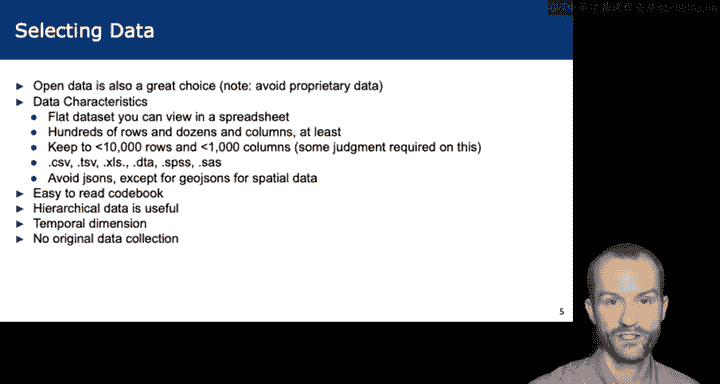 Selecting Data
► Open data is also a great choice (note: avoid proprietary data)
► Data Characteristics
● Flat dataset you can view in a spreadsheet
● Hundreds of rows and dozens and columns, at least
● Keep to <10,000 rows and <1,000 columns (some judgment required on this)
● .csv, .tsv, .xls., .dta, .spss, .sas
● Avoid jsons, except for geojsons for spatial data
► Easy to read codebook
► Hierarchical data is useful
► Temporal dimension
► No original data collection
5